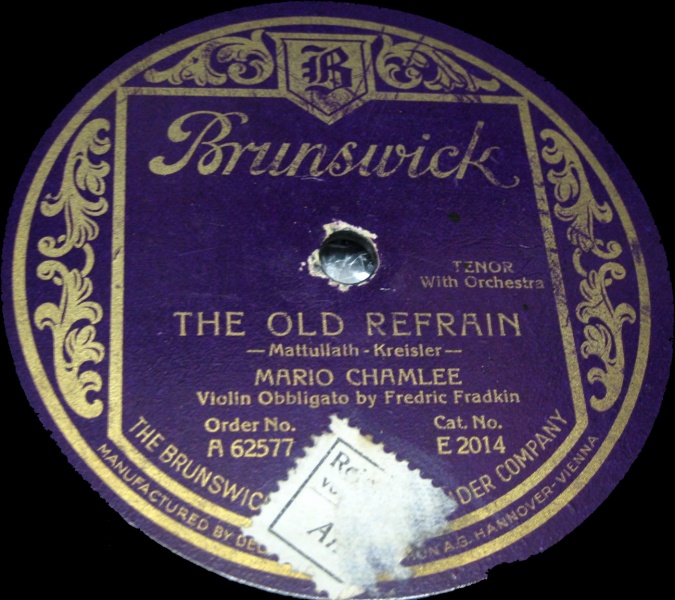 B
Brunswick
TENOR
With Orchestra
THE OLD REFRAIN
—Mattullath - Kreisler—
MARIO CHAMLEE
Violin Obbligato by Fredric Fradkin
Order No.
A 62577
Cat. No.
E 2014
THE BRUNSWIC
DER COMPANY
MANUFACTURED BY
A.G. HANNOVER-VIENNA